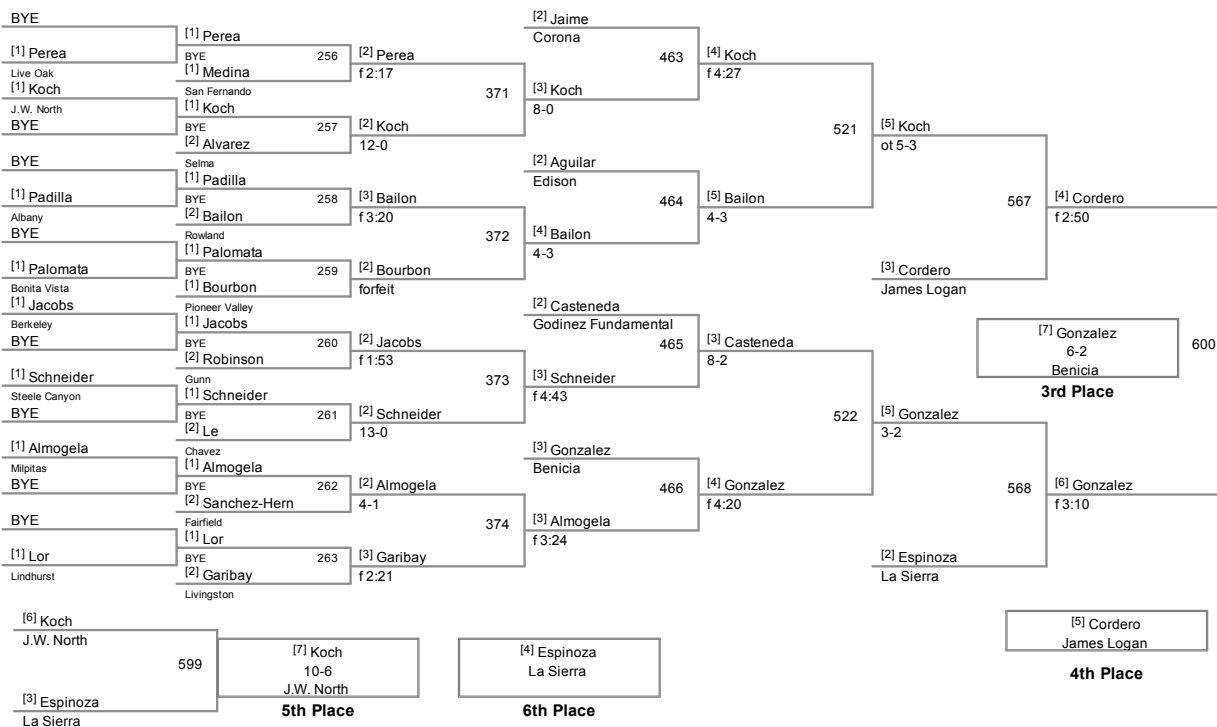 BYE
[1] Perea
Live Oak
[1] Koch
J.W. North
BYE
BYE
[1] Padilla
Albany
BYE
[1] Palomata
Bonita Vista
[1] Jacobs
Berkeley
BYE
[1] Schneider
Steele Canyon
BYE
[1] Almogela
Milpitas
BYE
BYE
[1] Lor
Lindhurst
[1] Perea
BYE
256
[1] Medina
San Fernando
[1] Koch
BYE
257
[2] Alvarez
Selma
[1] Padilla
BYE
258
[2] Bailon
Rowland
[1] Palomata
BYE
259
[1] Bourbon
Pioneer Valley
[1] Jacobs
BYE
260
[2] Robinson
Gunn
[1] Schneider
BYE
261
[2] Le
Chavez
[1] Almogela
BYE
262
[2] Sanchez-Hern
Fairfield
[1] Lor
BYE
263
[2] Garibay
Livingston
[2] Perea
f 2:17
371
[2] Koch
12-0
[3] Bailon
f 3:20
372
[2] Bourbon
forfeit
[2] Jacobs
f 1:53
373
[2] Schneider
13-0
[2] Almogela
4-1
374
[3] Garibay
f 2:21
[2] Jaime
Corona
463
[3] Koch
8-0
[2] Aguilar
Edison
464
[4] Bailon
4-3
[2] Casteneda
Godinez Fundamental
465
[3] Schneider
f 4:43
[3] Gonzalez
Benicia
466
[3] Almogela
f 3:24
[4] Koch
f 4:27
521
[5] Bailon
4-3
[3] Casteneda
8-2
522
[4] Gonzalez
f 4:20
[5] Koch
ot 5-3
567
[3] Cordero
James Logan
[5] Gonzalez
3-2
568
[2] Espinoza
La Sierra
[4] Cordero
f 2:50
[7] Gonzalez
6-2
Benicia
600
3rd Place
[6] Gonzalez
f 3:10
[5] Cordero
James Logan
4th Place
[6] Koch
J.W. North
599
[3] Espinoza
La Sierra
[7] Koch
10-6
J.W. North
5th Place
[4] Espinoza
La Sierra
6th Place